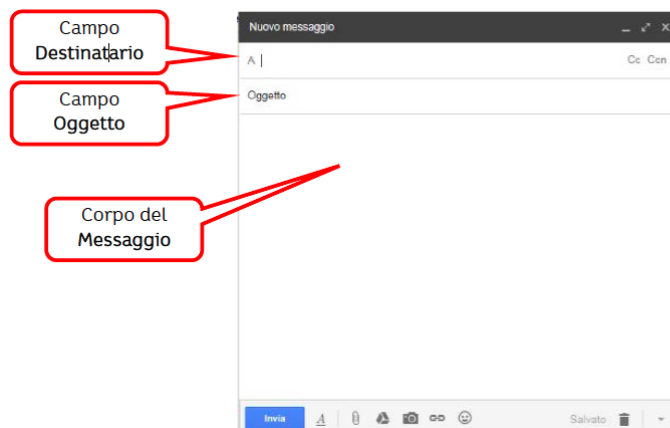 Campo
Destinatario
Nuovo messaggio
A
Cc Ccn
Campo
Oggetto
Oggetto
Corpo del
Messaggio
Invia
A
Salvato